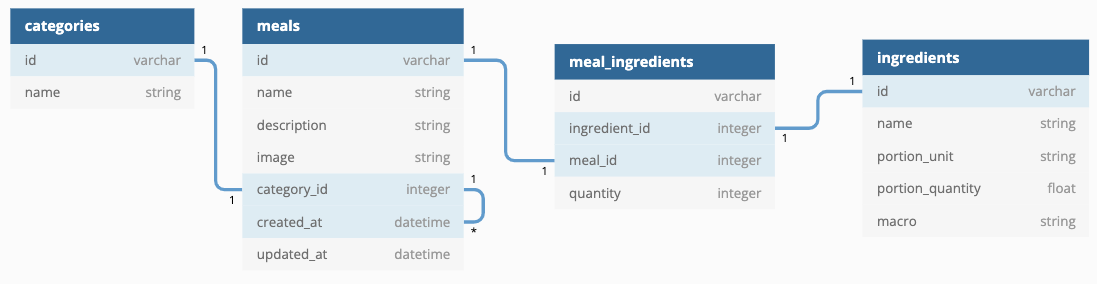 categories
id varchar
name string
meals
id varchar
name string
description string
image string
category_id integer
created_at datetime
updated_at datetime
meal_ingredients
id varchar
ingredient_id integer
meal_id integer
quantity integer
ingredients
id varchar
name string
portion_unit string
portion_quantity float
macro string
1
1
1
1
1
*
1
1